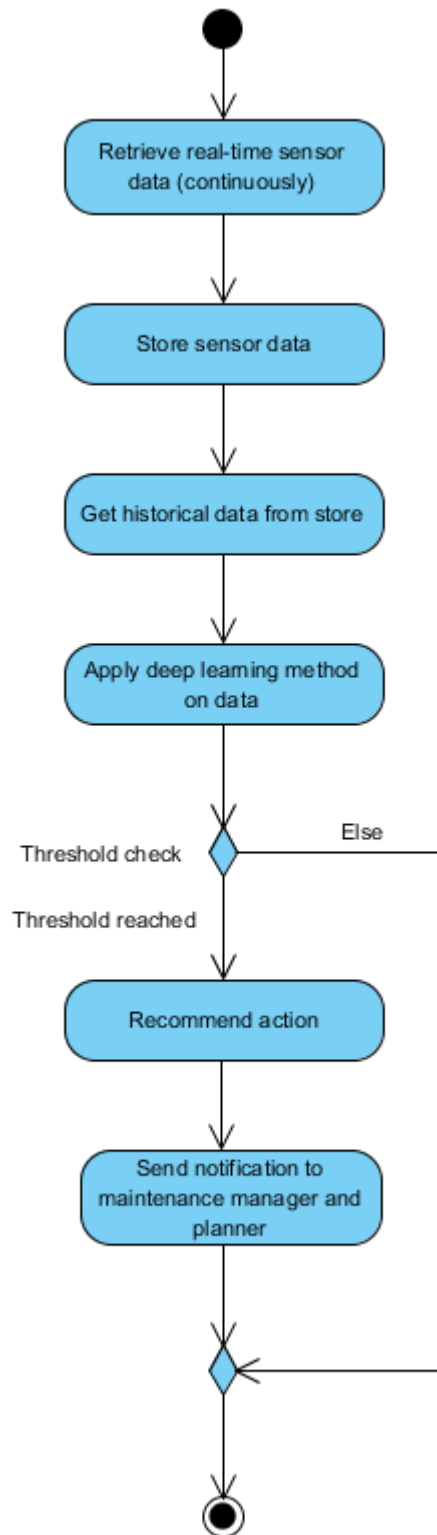 Retrieve real-time sensor
data (continuously)
Store sensor data
Get historical data from store
Apply deep learning method
on data
Else
Threshold check
Threshold reached
Recommend action
Send notification to
maintenance manager and
planner